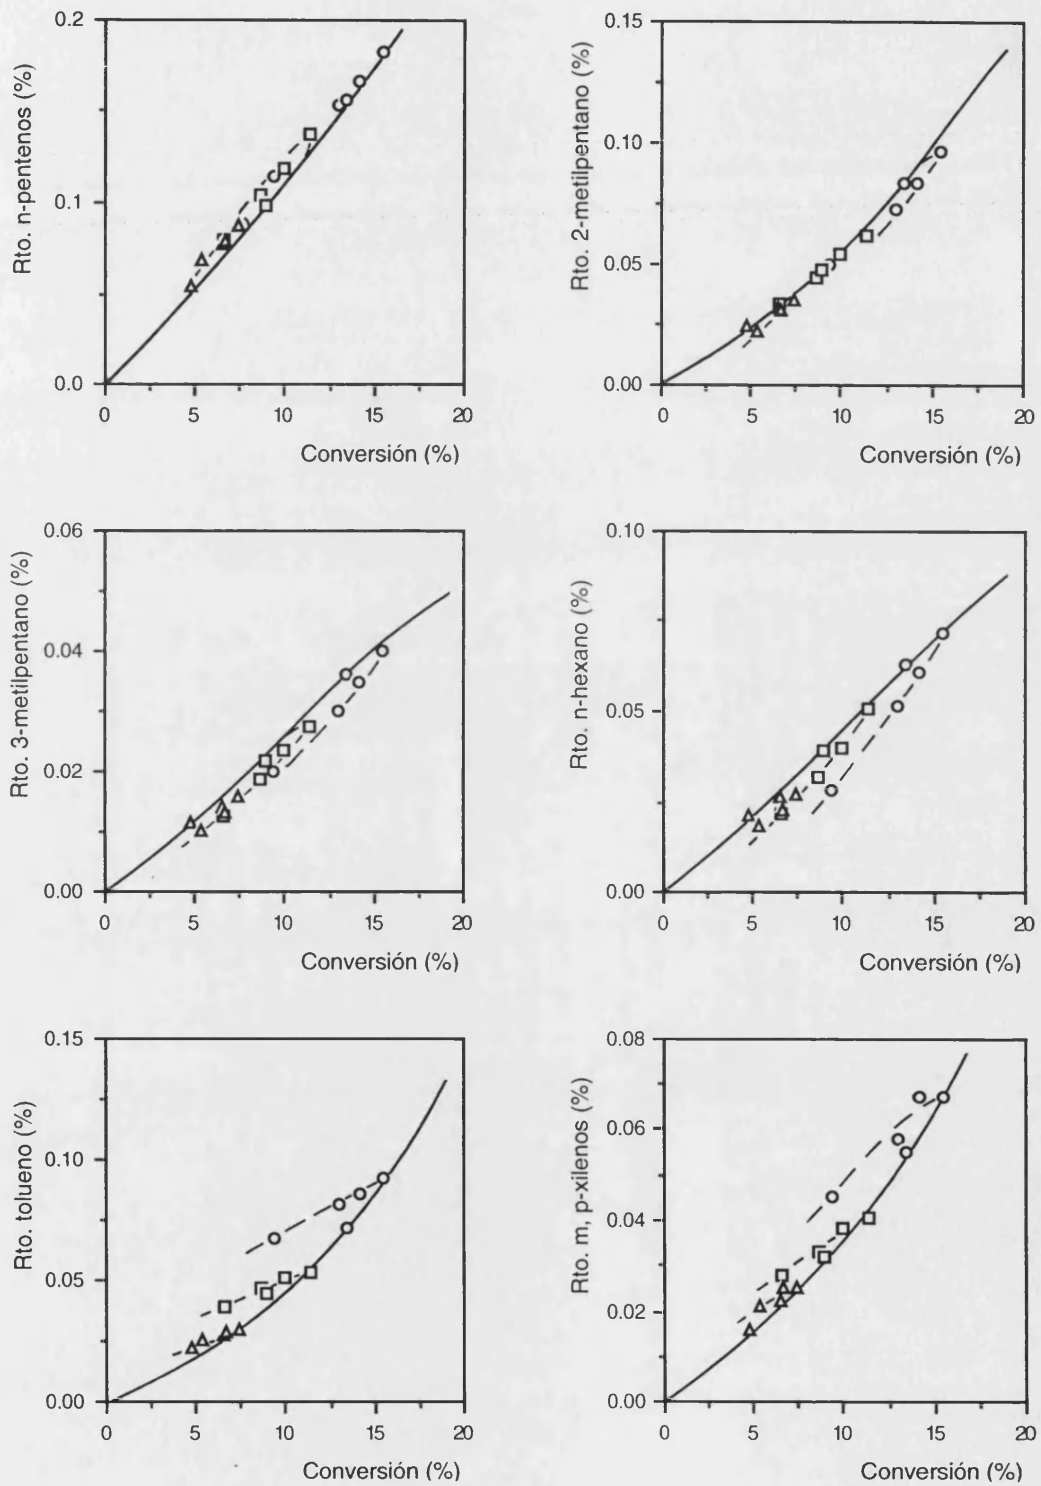 Rto. n-pentenos (%)
0.2
0.1
0.0
0 5 10 15 20
Conversión (%)
Rto. 2-metilpentano (%)
0.15
0.10
0.05
0.00
0 5 10 15 20
Conversión (%)
Rto. 3-metilpentano (%)
0.06
0.04
0.02
0.00
0 5 10 15 20
Conversión (%)
Rto. n-hexano (%)
0.10
0.05
0.00
0 5 10 15 20
Conversión (%)
Rto. tolueno (%)
0.15
0.10
0.05
0.00
0 5 10 15 20
Conversión (%)
Rto. m, p-xilenos (%)
0.08
0.06
0.04
0.02
0.00
0 5 10 15 20
Conversión (%)